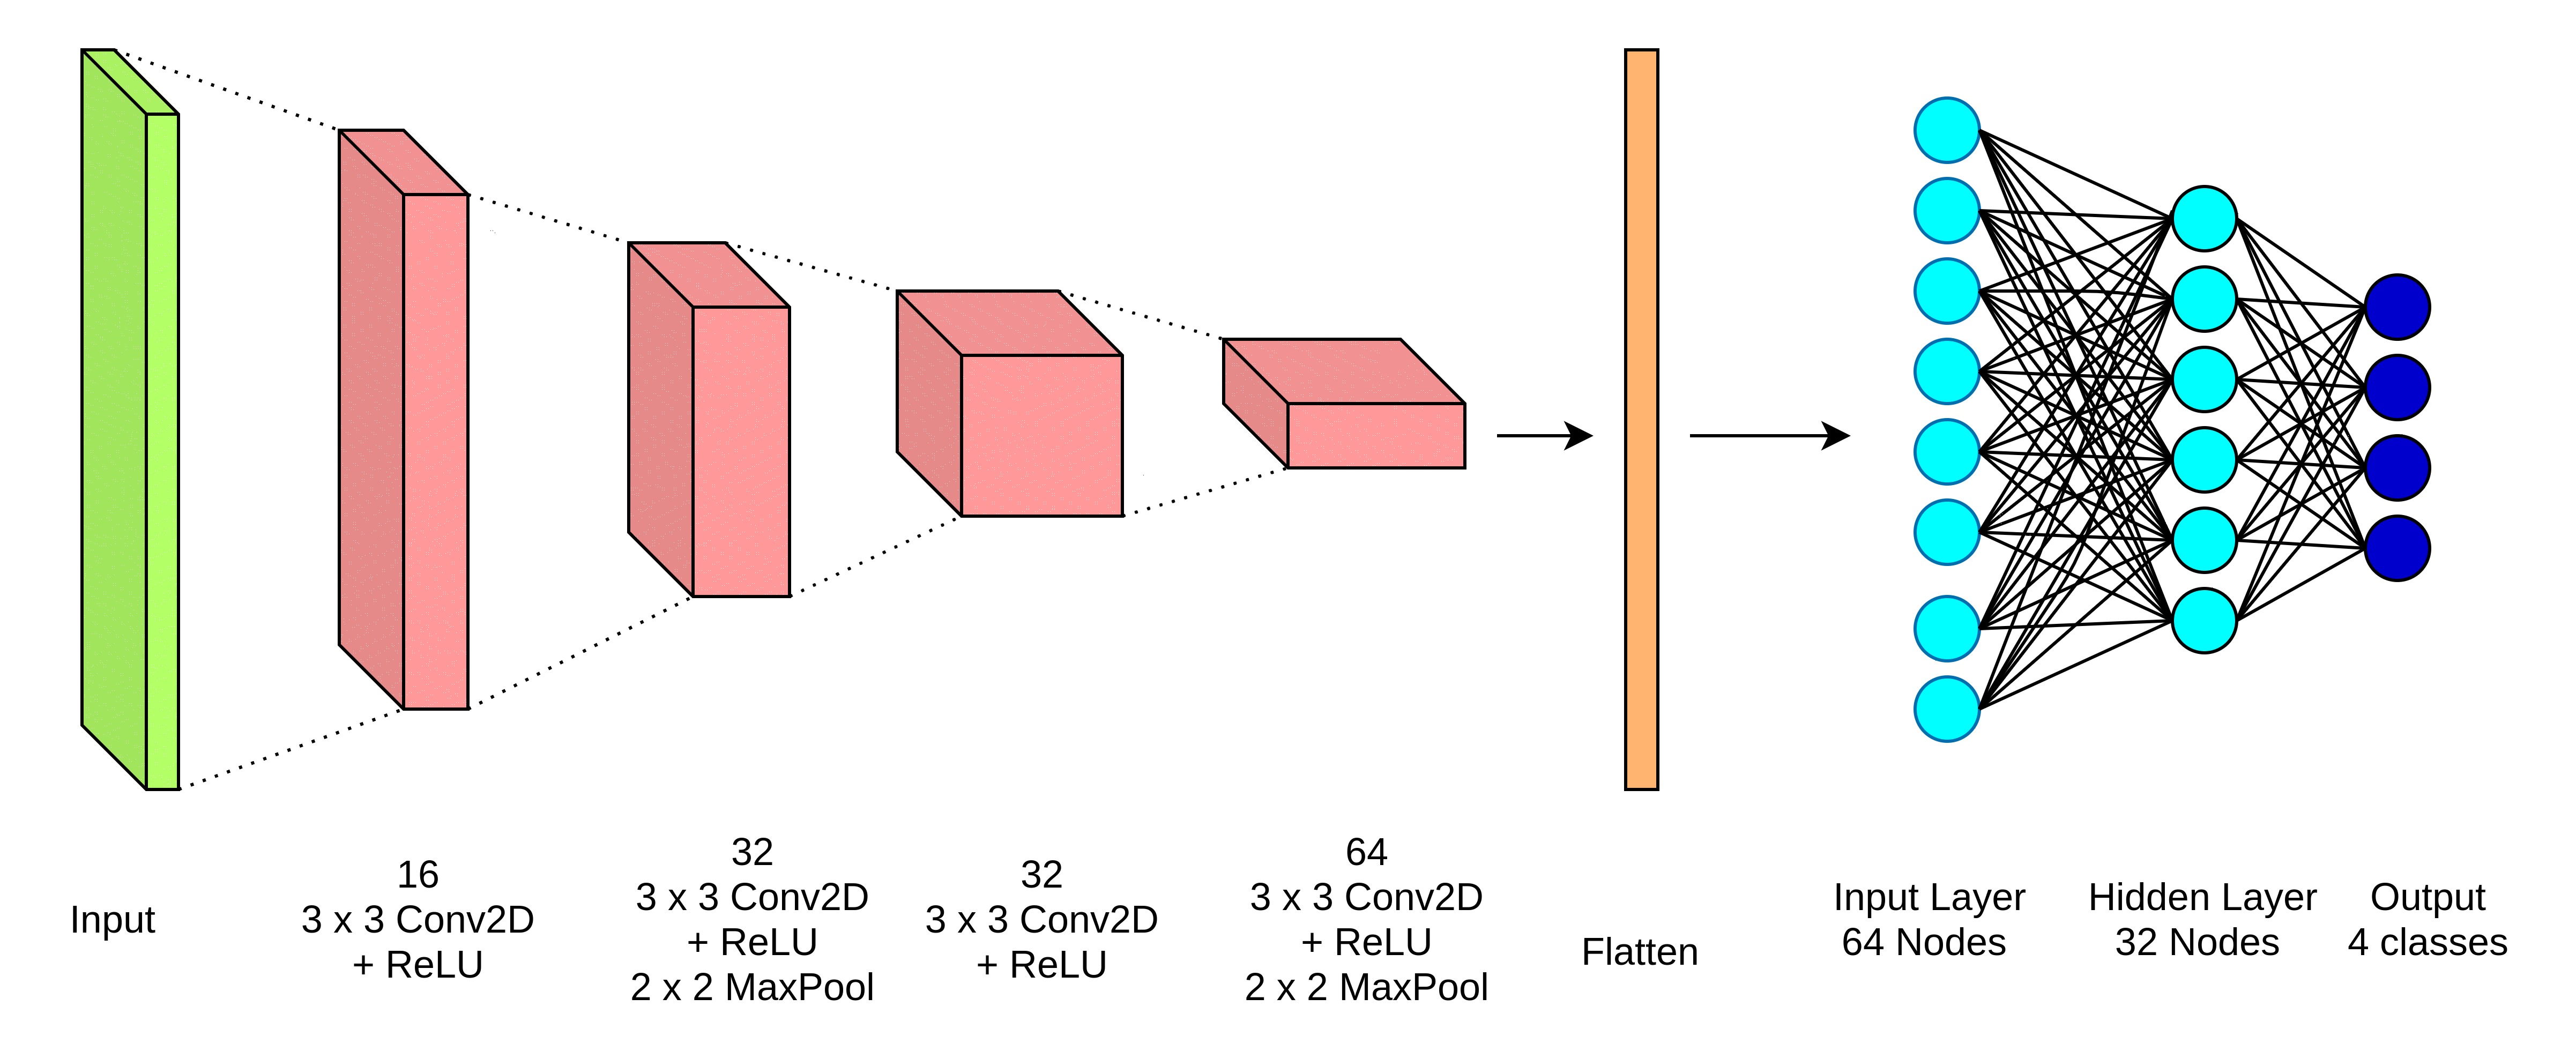 Input
16
3 x 3 Conv2D
+ ReLU
32
3 x 3 Conv2D
+ ReLU
2 x 2 MaxPool
32
3 x 3 Conv2D
+ ReLU
64
3 x 3 Conv2D
+ ReLU
2 x 2 MaxPool
Flatten
Input Layer
64 Nodes
Hidden Layer
32 Nodes
Output
4 classes